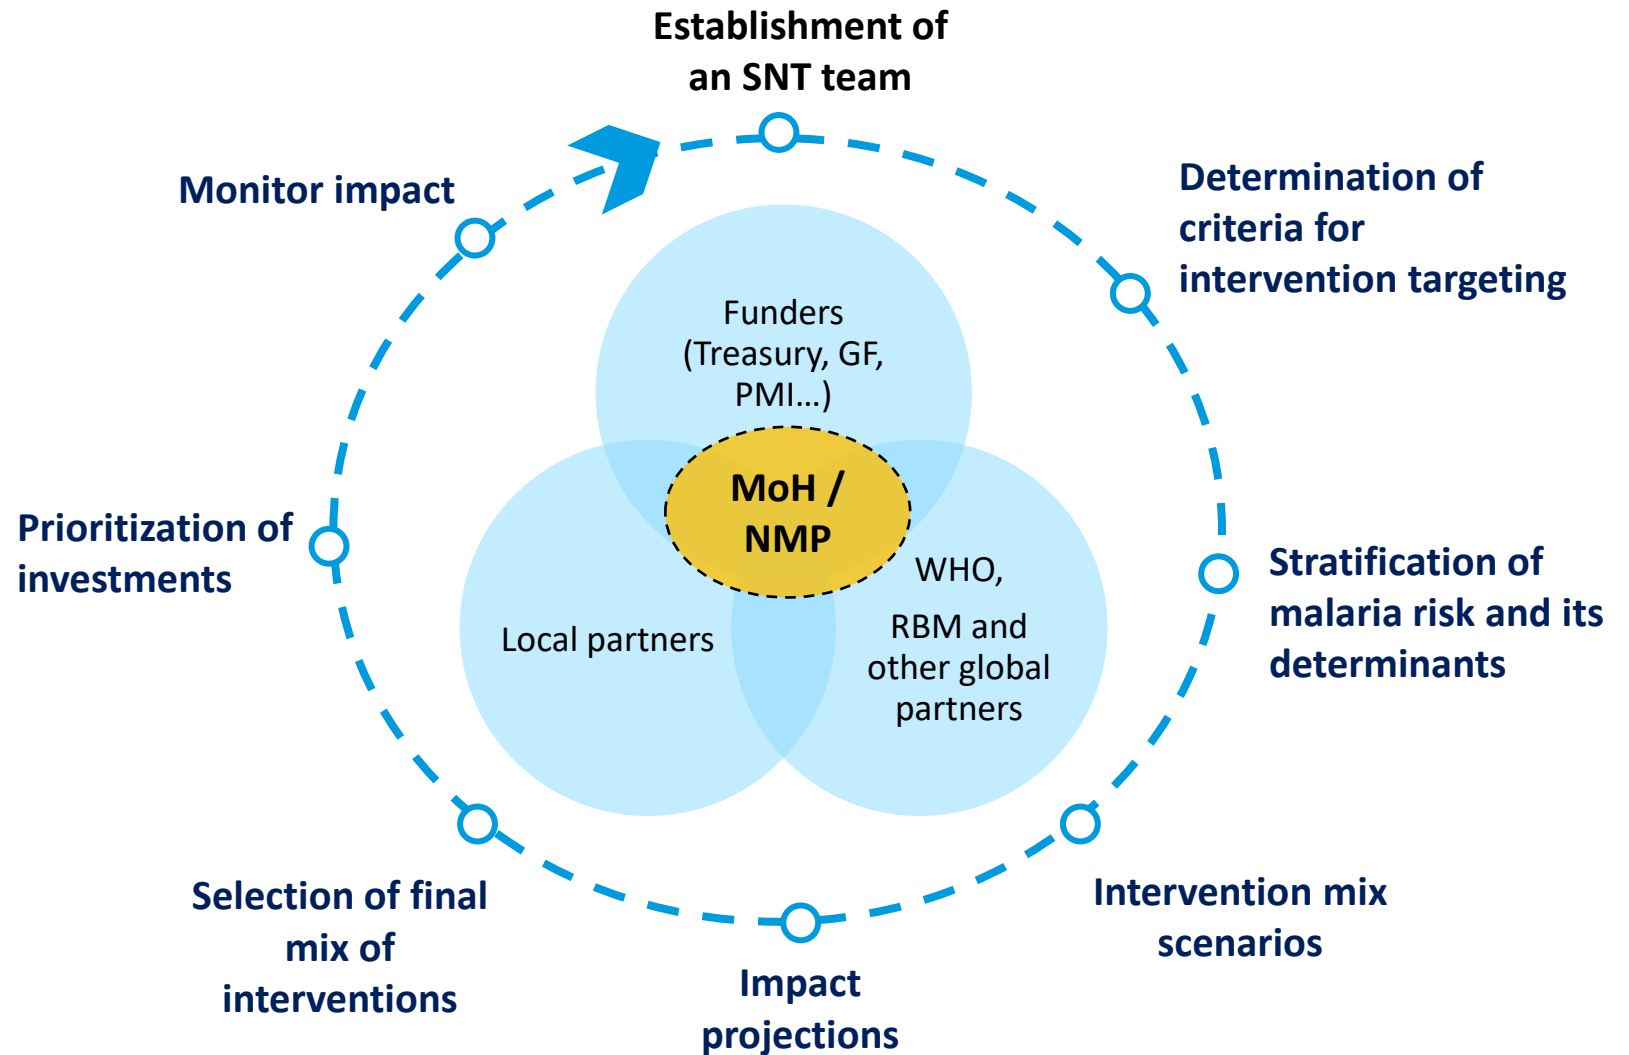 Establishment of
an SNT team
Determination of
criteria for
intervention targeting
Stratification of
malaria risk and its
determinants
Intervention mix
scenarios
Impact
projections
Selection of final
mix of
interventions
Prioritization of
investments
Monitor impact
Funders
(Treasury, GF,
PMI...)
MoH /
NMP
Local partners
WHO,
RBM and
other global
partners